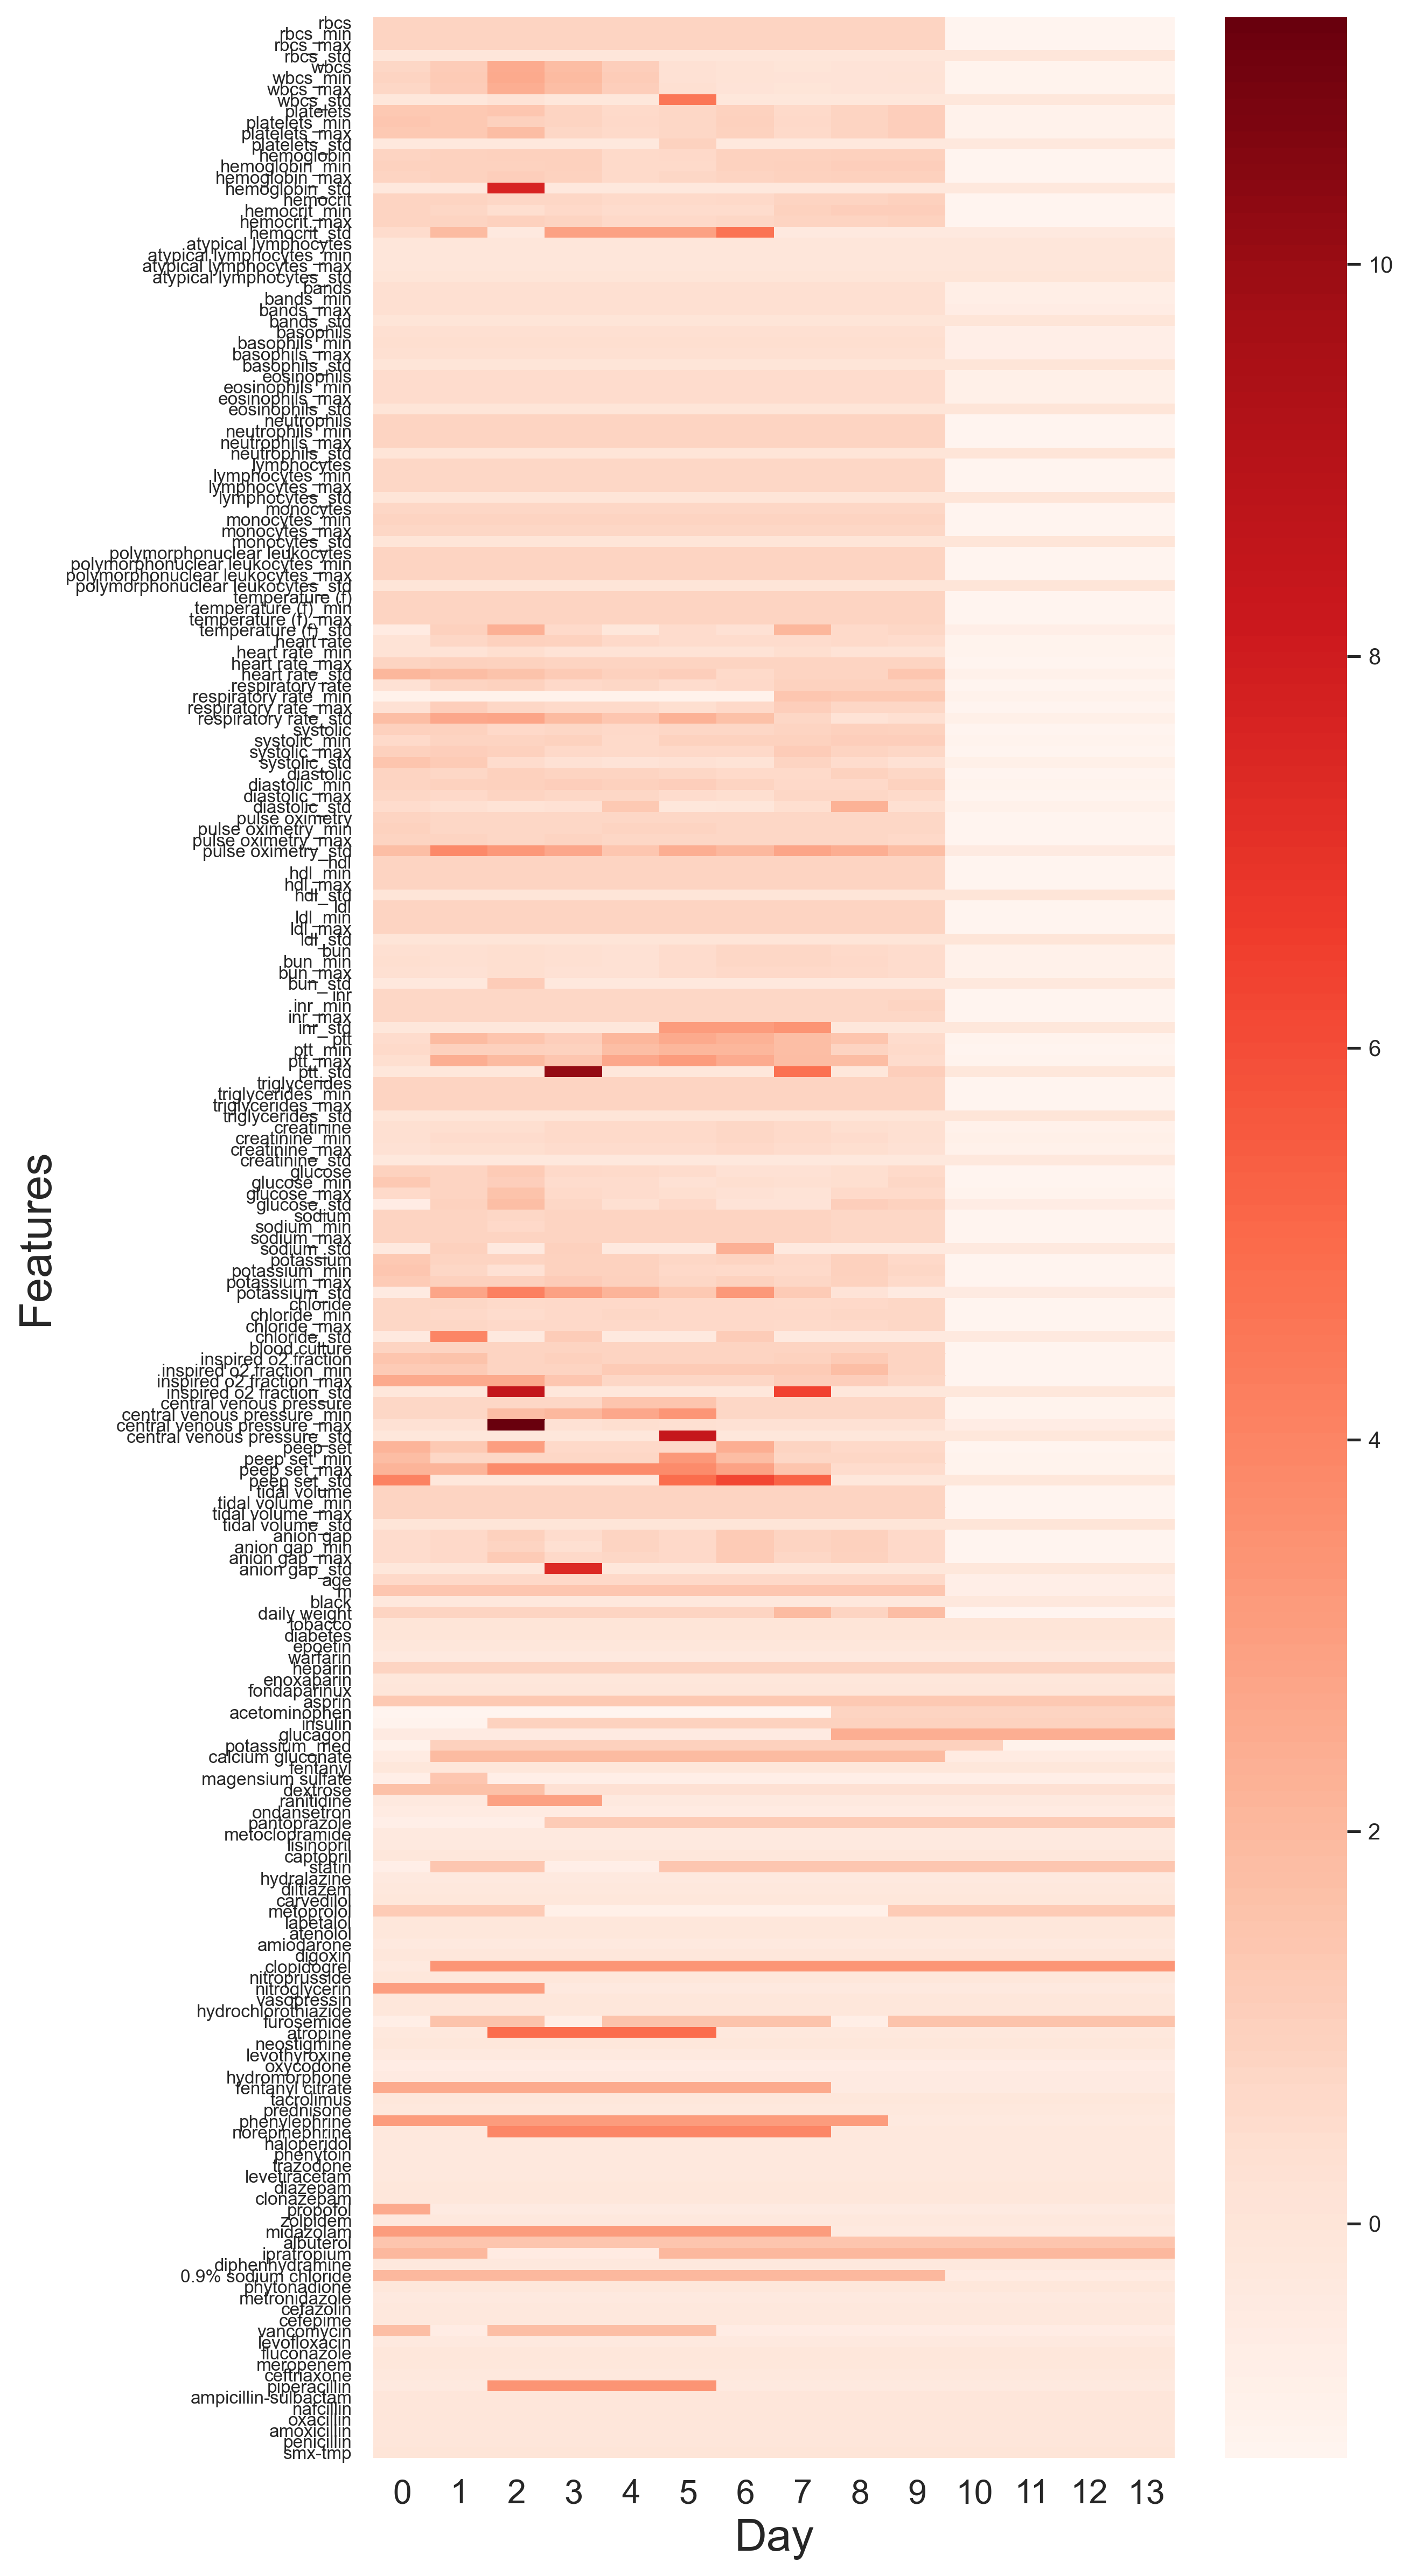 rbcs
rbcs_min
rbcs_max
rbcs_std
wbcs
wbcs_min
wbcs_max
wbcs_std
platelets
platelets_min
platelets_max
platelets_std
hemoglobin
hemoglobin_min
hemoglobin_max
hemoglobin_std
hemocrit
hemocrit_min
hemocrit_max
hemocrit_std
atypical lymphocytes
atypical lymphocytes_min
atypical lymphocytes_max
atypical lymphocytes_std
bands
bands_min
bands_max
bands_std
basophils
basophils_min
basophils_max
basophils_std
eosinophils
eosinophils_min
eosinophils_max
eosinophils_std
neutrophils
neutrophils_min
neutrophils_max
neutrophils_std
lymphocytes
lymphocytes_min
lymphocytes_max
lymphocytes_std
monocytes
monocytes_min
monocytes_max
monocytes_std
polymorphonuclear leukocytes
polymorphonuclear leukocytes_min
polymorphonuclear leukocytes_max
polymorphonuclear leukocytes_std
temperature (f)
temperature (f)_min
temperature (f)_max
temperature (f)_std
heart rate
heart rate_min
heart rate_max
heart rate_std
respiratory rate
respiratory rate_min
respiratory rate_max
respiratory rate_std
systolic
systolic_min
systolic_max
systolic_std
diastolic
diastolic_min
diastolic_max
diastolic_std
pulse oximetry
pulse oximetry_min
pulse oximetry_max
pulse oximetry_std
hdl
hdl_min
hdl_max
hdl_std
ldl
ldl_min
ldl_max
ldl_std
bun
bun_min
bun_max
bun_std
inr
inr_min
inr_max
inr_std
ptt
ptt_min
ptt_max
ptt_std
triglycerides
triglycerides_min
triglycerides_max
triglycerides_std
creatinine
creatinine_min
creatinine_max
creatinine_std
glucose
glucose_min
glucose_max
glucose_std
sodium
sodium_min
sodium_max
sodium_std
potassium
potassium_min
potassium_max
potassium_std
chloride
chloride_min
chloride_max
chloride_std
blood culture
inspired o2 fraction
inspired o2 fraction_min
inspired o2 fraction_max
inspired o2 fraction_std
central venous pressure
central venous pressure_min
central venous pressure_max
central venous pressure_std
peep set
peep set_min
peep set_max
peep set_std
tidal volume
tidal volume_min
tidal volume_max
tidal volume_std
anion gap
anion gap_min
anion gap_max
anion gap_std
age
m
black
daily weight
tobacco
diabetes
epoetin
warfarin
heparin
enoxaparin
fondaparinux
asprin
acetominophen
insulin
glucagon
potassium_med
calcium gluconate
fentanyl
magensium sulfate
dextrose
ranitidine
ondansetron
pantoprazole
metoclopramide
lisinopril
captopril
statin
hydralazine
diltiazem
carvedilol
metoprolol
labetalol
atenolol
amiodarone
digoxin
clopidogrel
nitroprusside
nitroglycerin
vasopressin
hydrochlorothiazide
furosemide
atropine
neostigmine
levothyroxine
oxycodone
hydromorphone
fentanyl citrate
tacrolimus
prednisone
phenylephrine
norepinephrine
haloperidol
phenytoin
trazodone
levetiracetam
diazepam
clonazepam
propofol
zolpidem
midazolam
albuterol
ipratropium
diphenhydramine
0.9% sodium chloride
phytonadione
metronidazole
cefazolin
cefepime
vancomycin
levofloxacin
fluconazole
meropenem
ceftriaxone
piperacillin
ampicillin-sulbactam
nafcillin
oxacillin
amoxicillin
penicillin
smx-tmp
Features
0 1 2 3 4 5 6 7 8 9 10 11 12 13
Day
10
8
6
4
2
0